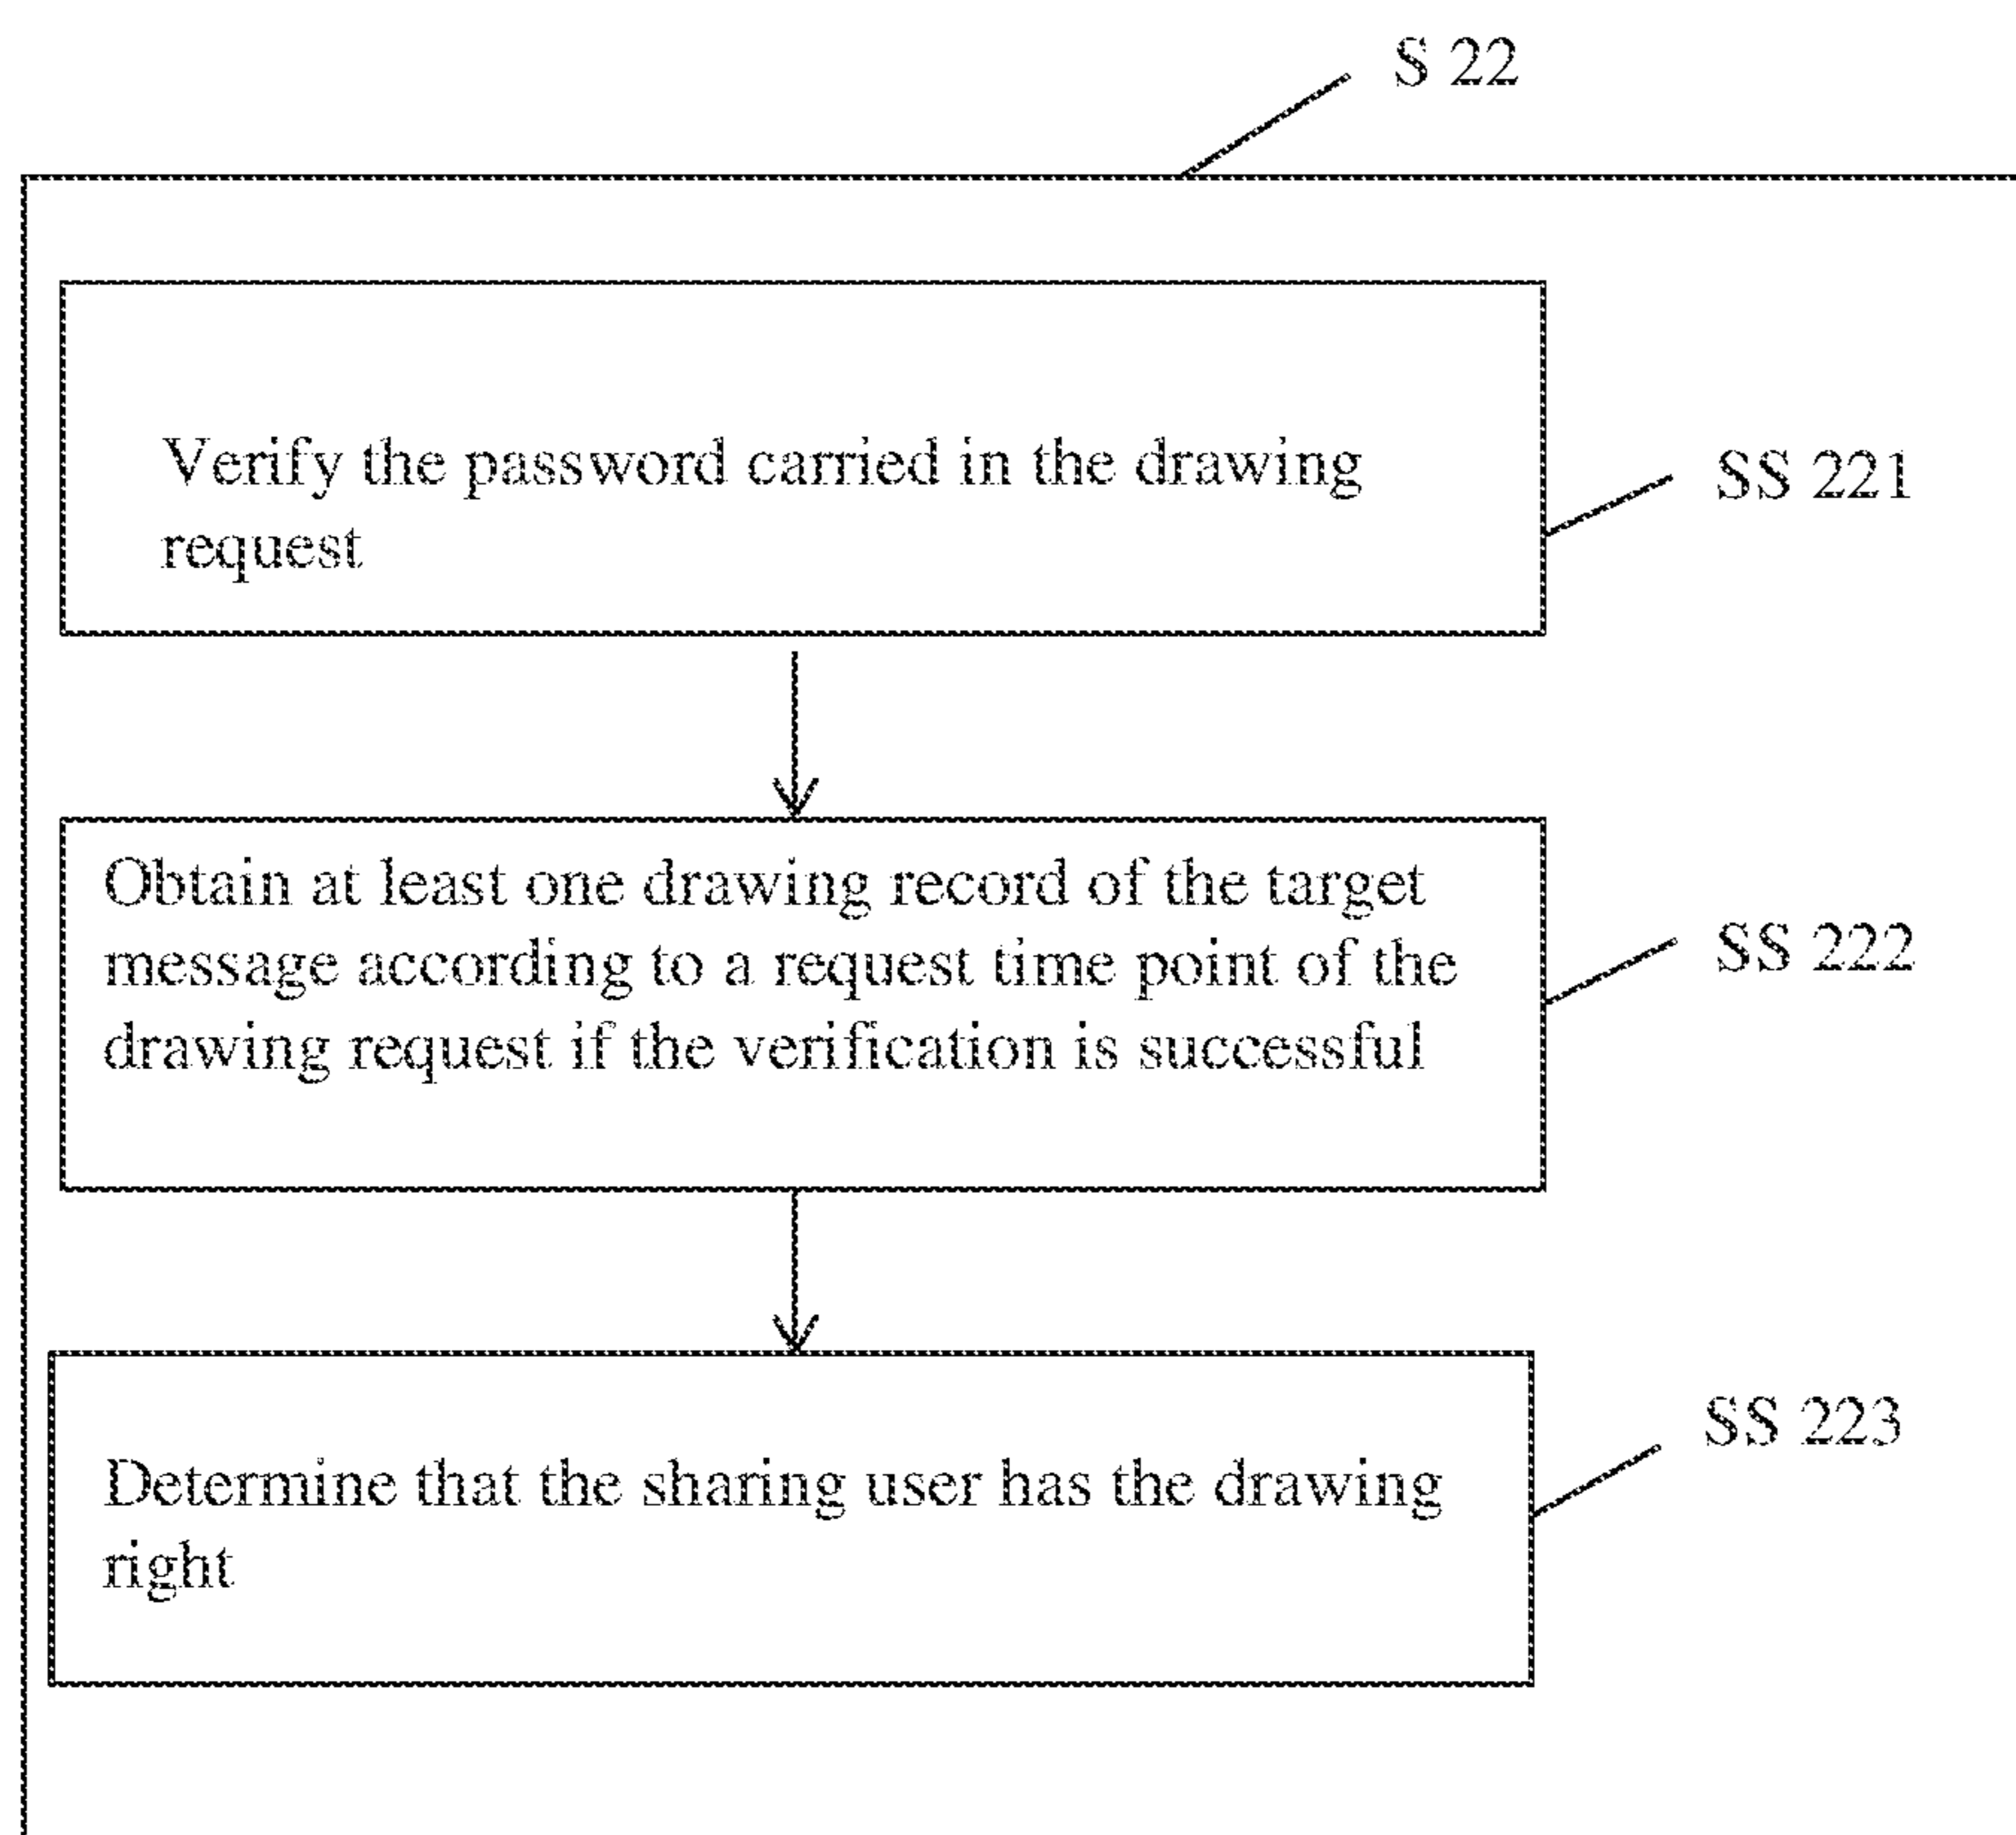 S 22
Verify the password carried in the drawing
request
SS 221
Obtain at least one drawing record of the target
message according to a request time point of the
drawing request if the verification is successful
SS 222
Determine that the sharing user has the drawing
right
SS 223